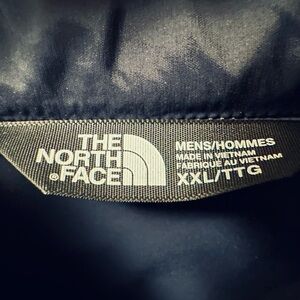 THE
NORTH
®FACE
MENS/HOMMES
MADE IN VIETNAM
FABRIQUÉ AU VIETNAM
XXL/TTG